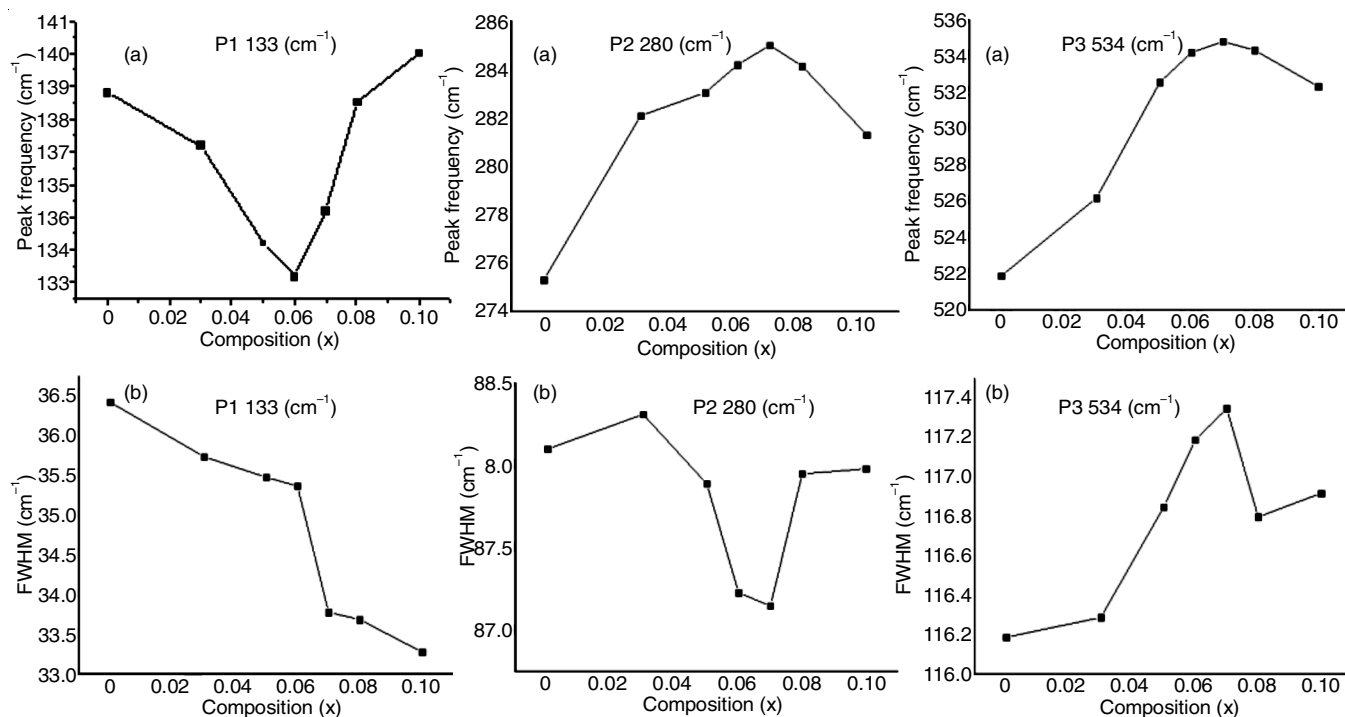 (a) P1 133 (cm⁻¹)
Peak frequency (cm⁻¹)
141
140
139
138
137
135
136
134
133
0 0.02 0.04 0.06 0.08 0.10
Composition (x)
(a) P2 280 (cm⁻¹)
Peak frequency (cm⁻¹)
286
284
282
280
278
276
274
0 0.02 0.04 0.06 0.08 0.10
Composition (x)
(a) P3 534 (cm⁻¹)
Peak frequency (cm⁻¹)
536
534
532
530
528
526
524
522
520
0 0.02 0.04 0.06 0.08 0.10
Composition (x)
(b) P1 133 (cm⁻¹)
FWHM (cm⁻¹)
36.5
36.0
35.5
35.0
34.5
34.0
33.5
33.0
0 0.02 0.04 0.06 0.08 0.10
Composition (x)
(b) P2 280 (cm⁻¹)
FWHM (cm⁻¹)
88.5
8.0
87.5
87.0
0 0.02 0.04 0.06 0.08 0.10
Composition (x)
(b) P3 534 (cm⁻¹)
FWHM (cm⁻¹)
117.4
117.2
117.0
116.8
116.6
116.4
116.2
116.0
0 0.02 0.04 0.06 0.08 0.10
Composition (x)